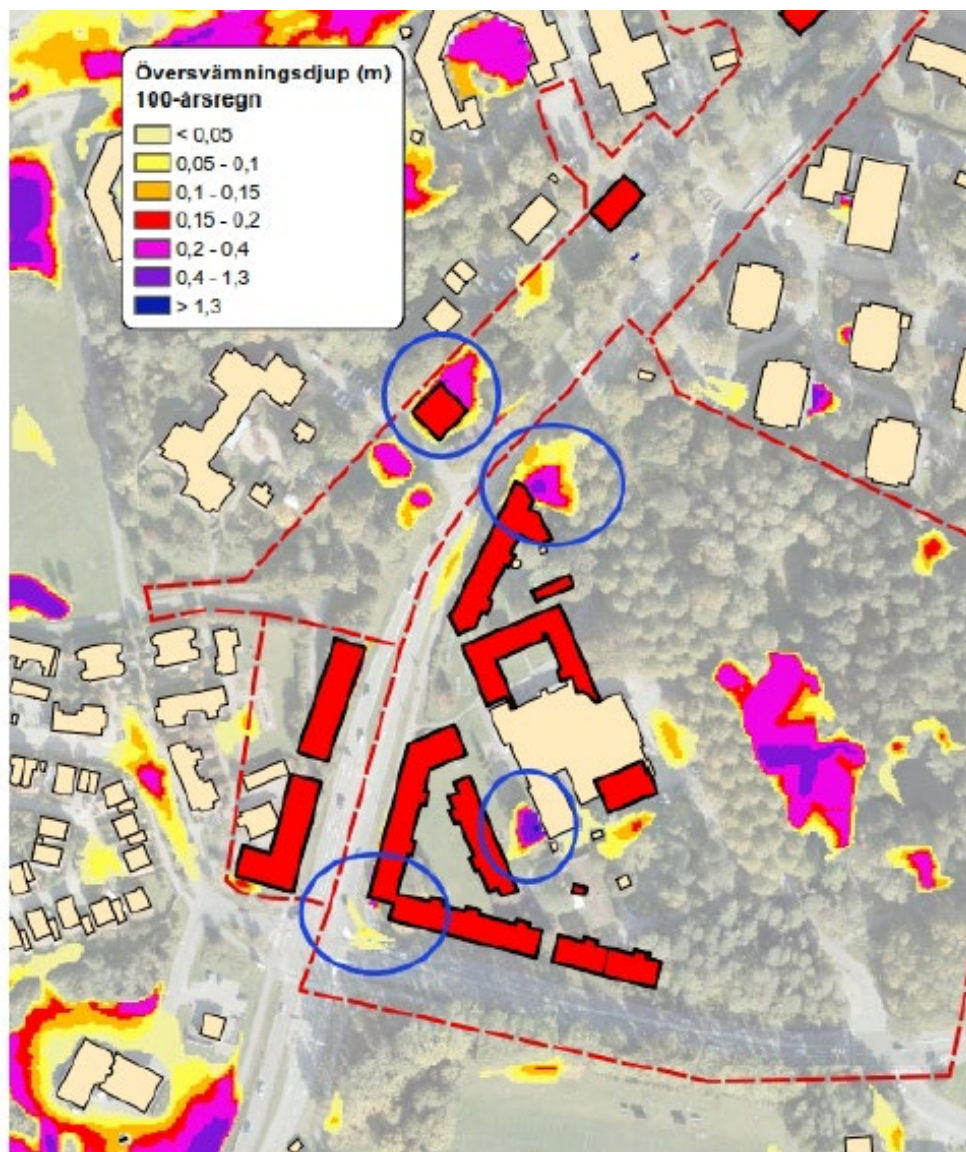 Översvämningsdjup (m)
100-årsregn
< 0,05
0,05 - 0,1
0,1 - 0,15
0,15 - 0,2
0,2 - 0,4
0,4 - 1,3
> 1,3